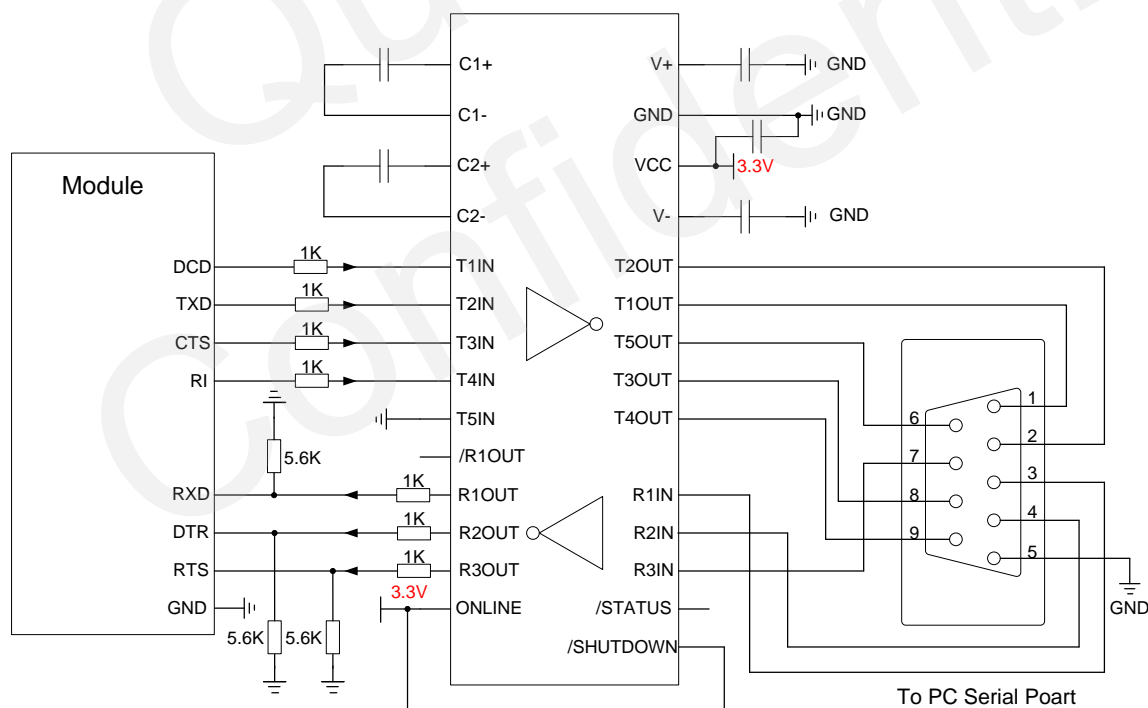 Module
DCD
TXD
CTS
RI
RXD
DTR
RTS
GND
1K
1K
1K
1K
5.6K
1K
1K
1K
3.3V
5.6K
5.6K
C1+
C1-
C2+
C2-
T1IN
T2IN
T3IN
T4IN
T5IN
/R1OUT
R1OUT
R2OUT
R3OUT
ONLINE
V+
GND
VCC
V-
T2OUT
T1OUT
T5OUT
T3OUT
T4OUT
R1IN
R2IN
R3IN
/STATUS
/SHUTDOWN
GND
GND
3.3V
GND
6
7
8
9
1
2
3
4
5
GND
To PC Serial Poart